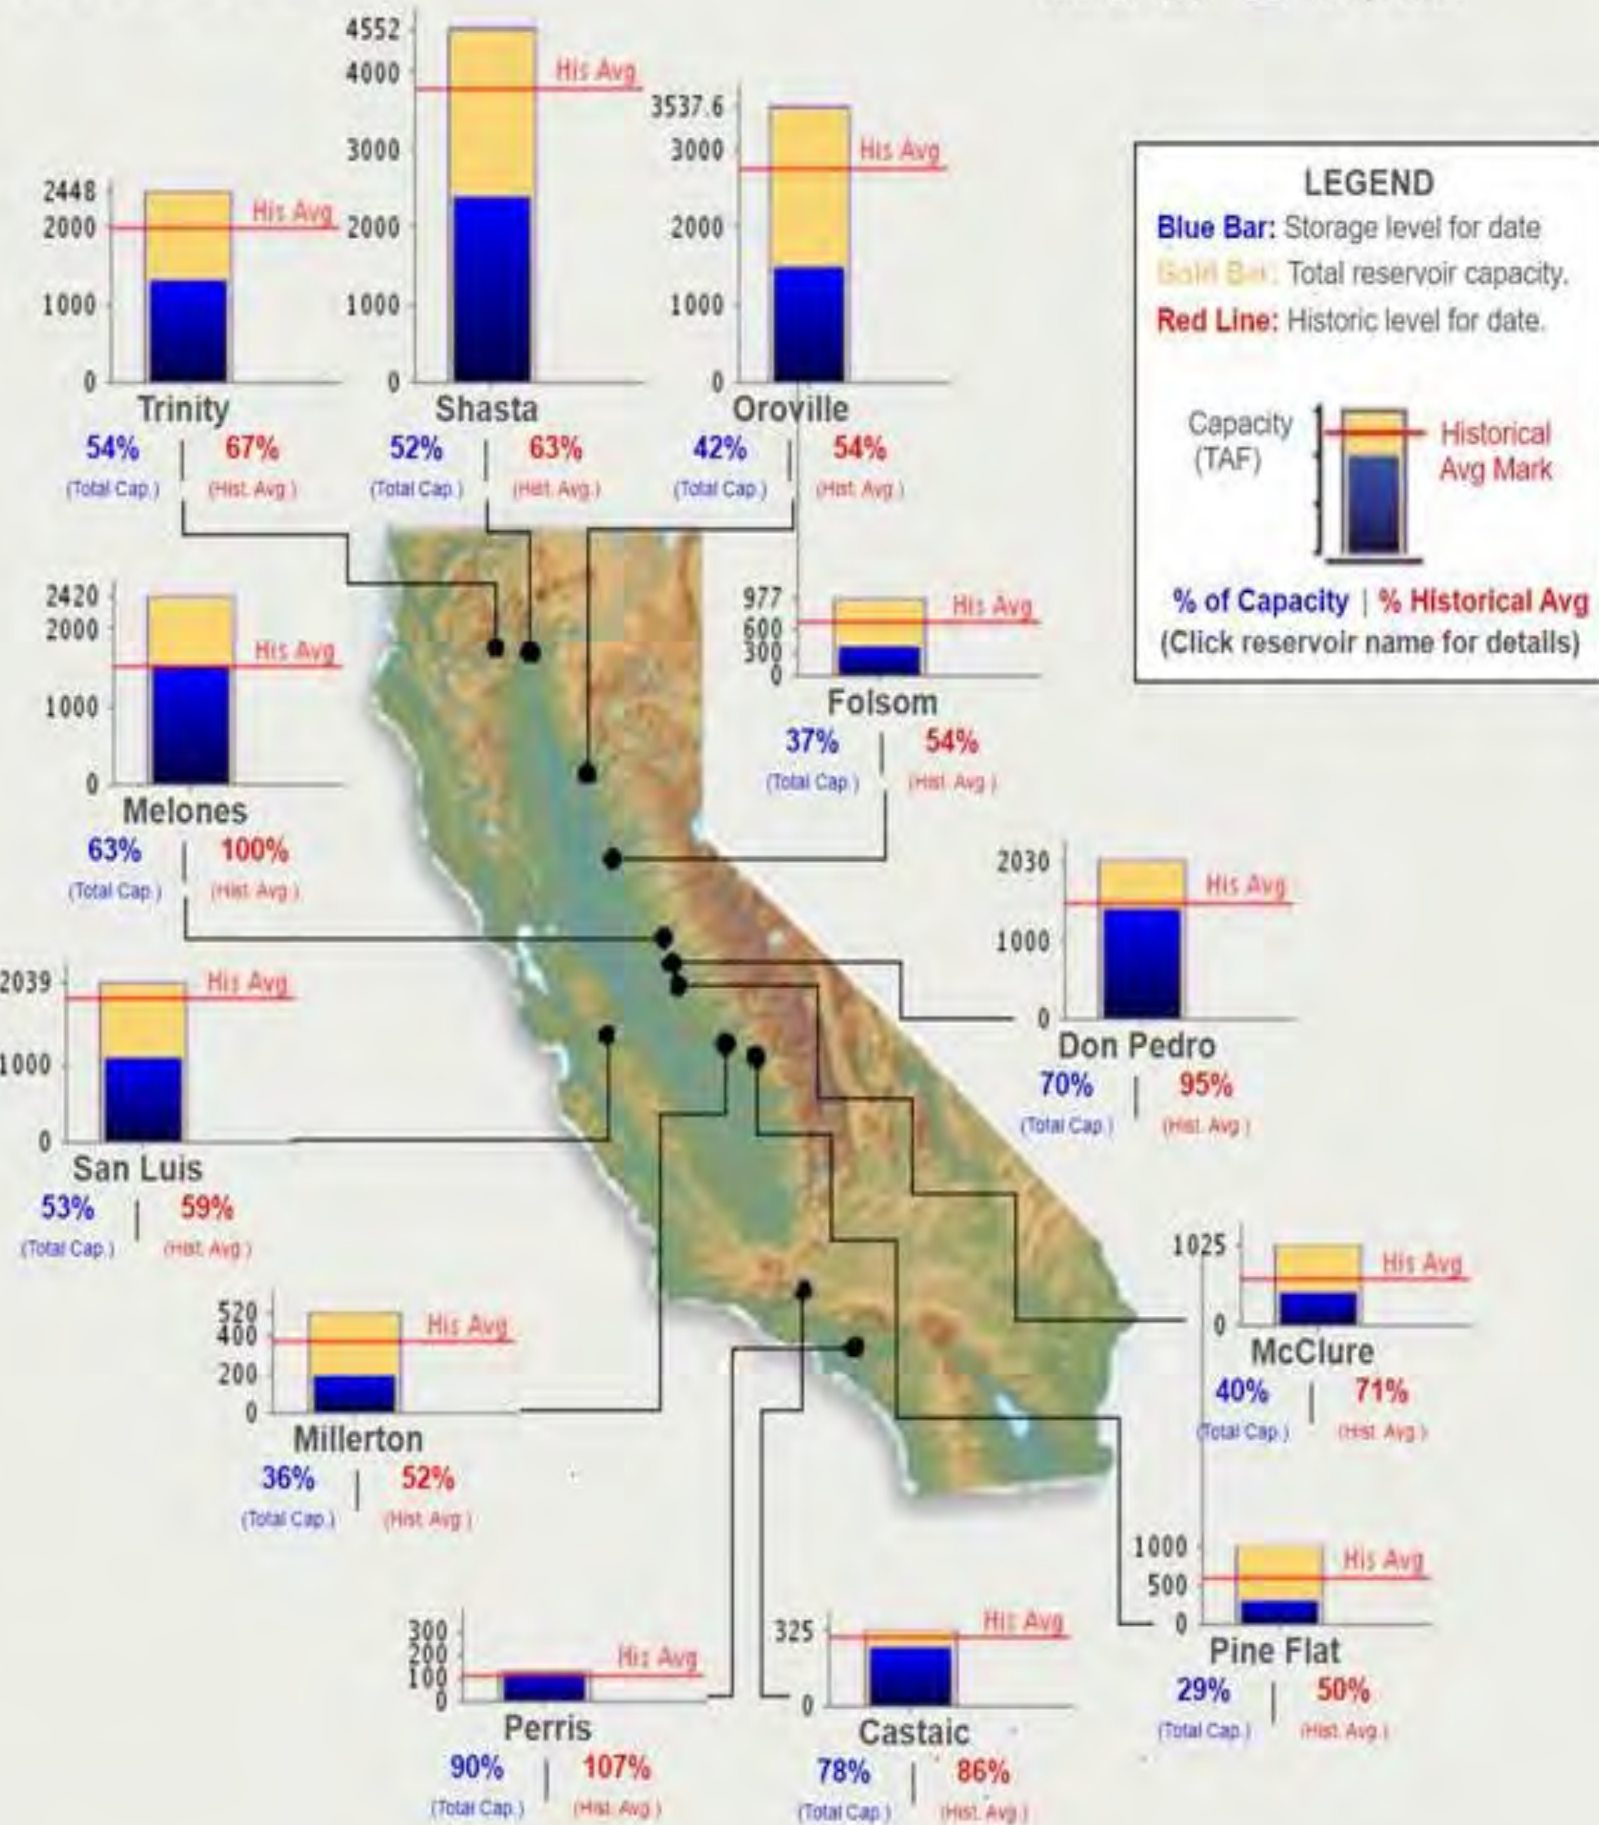 4552
4000
3000
2000
1000
0
His Avg
Shasta
52% | 63%
(Total Cap.) (Hist. Avg.)
3537.6
3000
2000
1000
0
His Avg
Oroville
42% | 54%
(Total Cap.) (Hist. Avg.)
2448
2000
1000
0
His Avg
Trinity
54% | 67%
(Total Cap.) (Hist. Avg.)
LEGEND
Blue Bar: Storage level for date
Gold Bar: Total reservoir capacity.
Red Line: Historic level for date.
Capacity
(TAF)
Historical
Avg Mark
% of Capacity | % Historical Avg
(Click reservoir name for details)
2420
2000
1000
0
His Avg
Melones
63% | 100%
(Total Cap.) (Hist. Avg.)
977
600
300
0
His Avg
Folsom
37% | 54%
(Total Cap.) (Hist. Avg.)
2030
1000
0
His Avg
Don Pedro
70% | 95%
(Total Cap.) (Hist. Avg.)
2039
1000
0
His Avg
San Luis
53% | 59%
(Total Cap.) (Hist. Avg.)
1025
0
His Avg
McClure
40% | 71%
(Total Cap.) (Hist. Avg.)
520
400
200
0
His Avg
Millerton
36% | 52%
(Total Cap.) (Hist. Avg.)
1000
500
0
His Avg
Pine Flat
29% | 50%
(Total Cap.) (Hist. Avg.)
300
200
100
0
His Avg
Perris
90% | 107%
(Total Cap.) (Hist. Avg.)
325
0
His Avg
Castaic
78% | 86%
(Total Cap.) (Hist. Avg.)